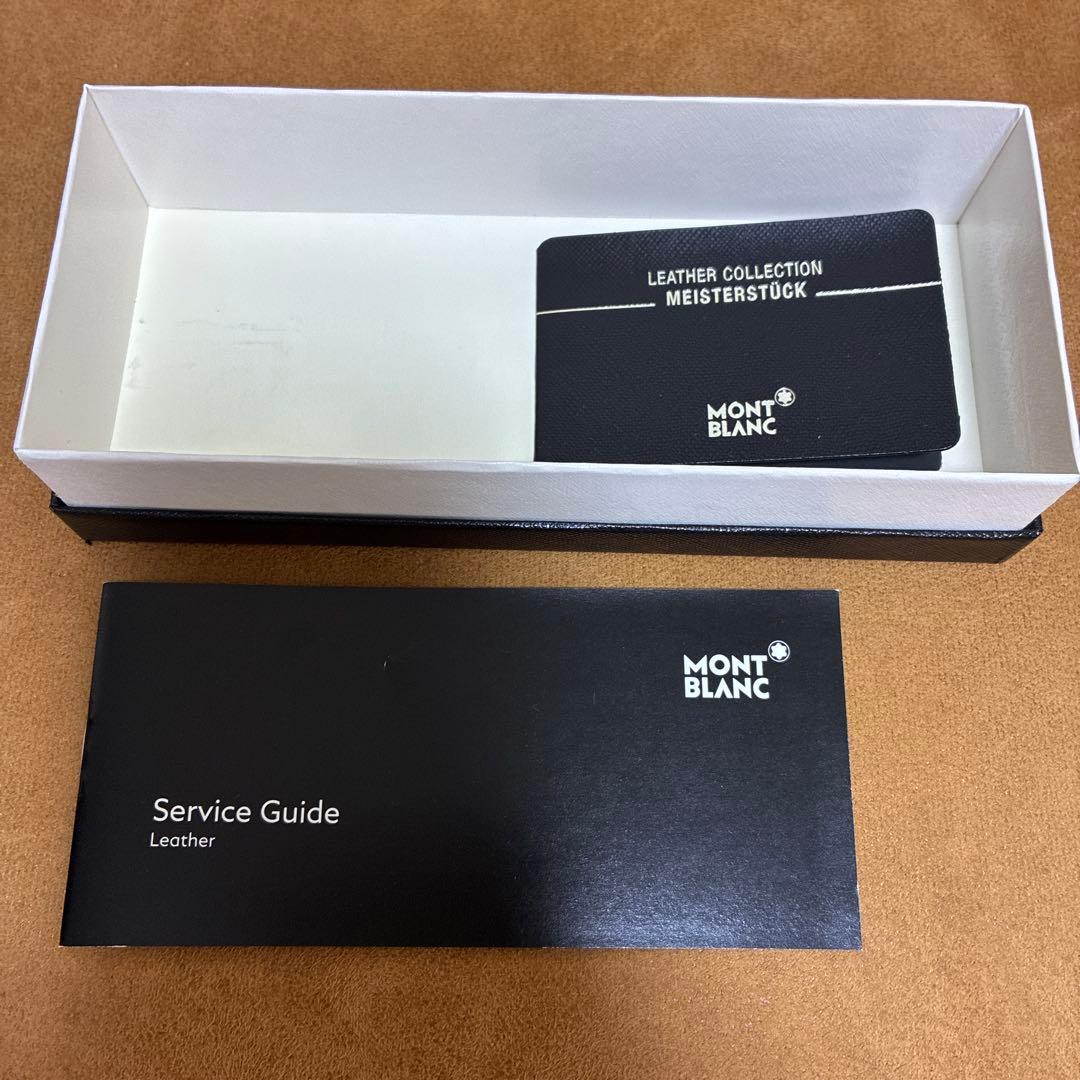 LEATHER COLLECTION
MEISTERSTÜCK
MONT
BLANC
MONT
BLANC
Service Guide
Leather